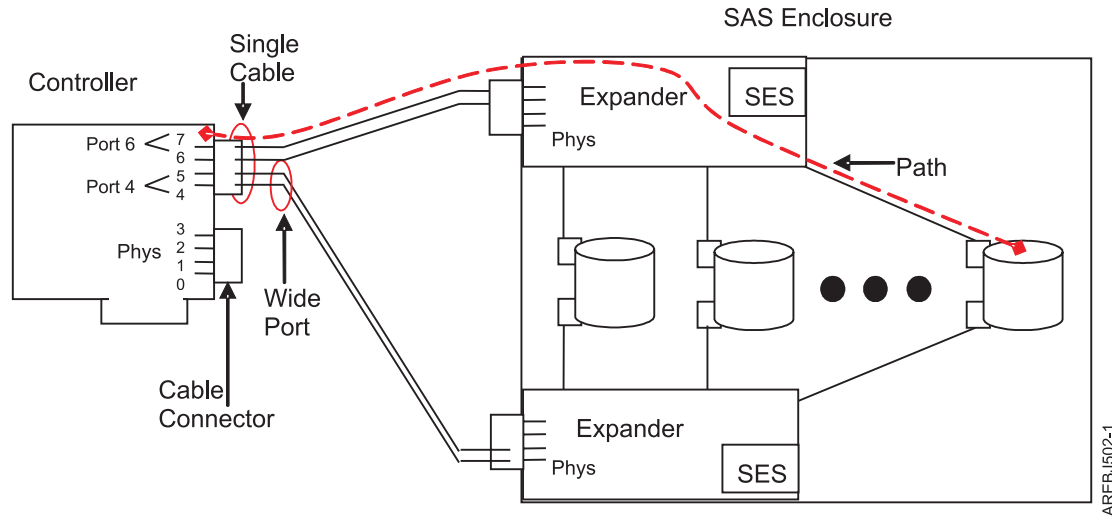 SAS Enclosure
Single
Cable
Controller
Expander
SES
Phys
Port 6
7
6
Port 4
5
4
Path
Phys
3
2
1
0
Wide
Port
Cable
Connector
Expander
Phys
SES
AREBJ502-1